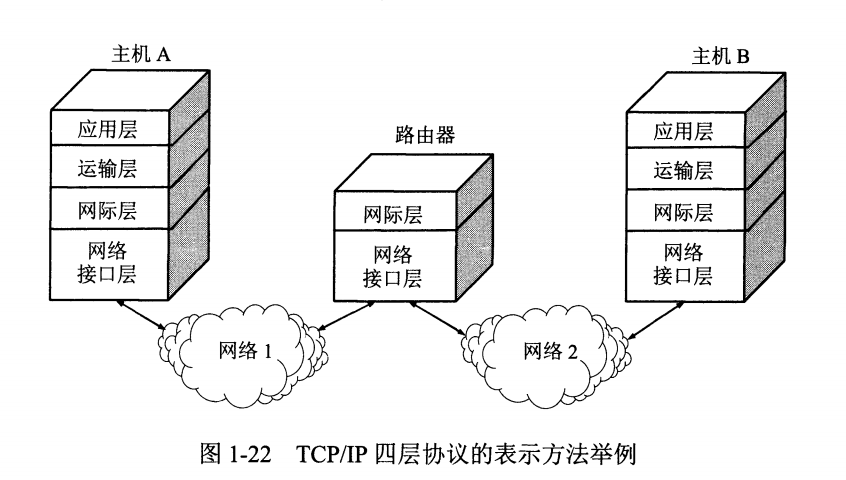 主机 A
应用层
运输层
网际层
网络
接口层
路由器
网际层
网络
接口层
主机 B
应用层
运输层
网际层
网络
接口层
网络 1
网络 2
图 1-22 TCP/IP 四层协议的表示方法举例